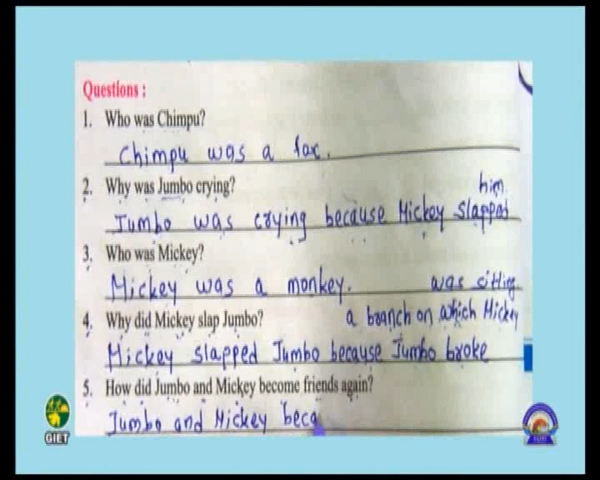 Questions :
1. Who was Chimpu?
Chimpu was a fox.
2. Why was Jumbo crying?
him
Jumbo was crying because Mickey slapped
3. Who was Mickey?
Mickey was a monkey.
was sitting
4. Why did Mickey slap Jumbo?
a branch on which Mickey
Mickey slapped Jumbo because Jumbo broke
5. How did Jumbo and Mickey become friends again?
Jumbo and Mickey beca
GIET